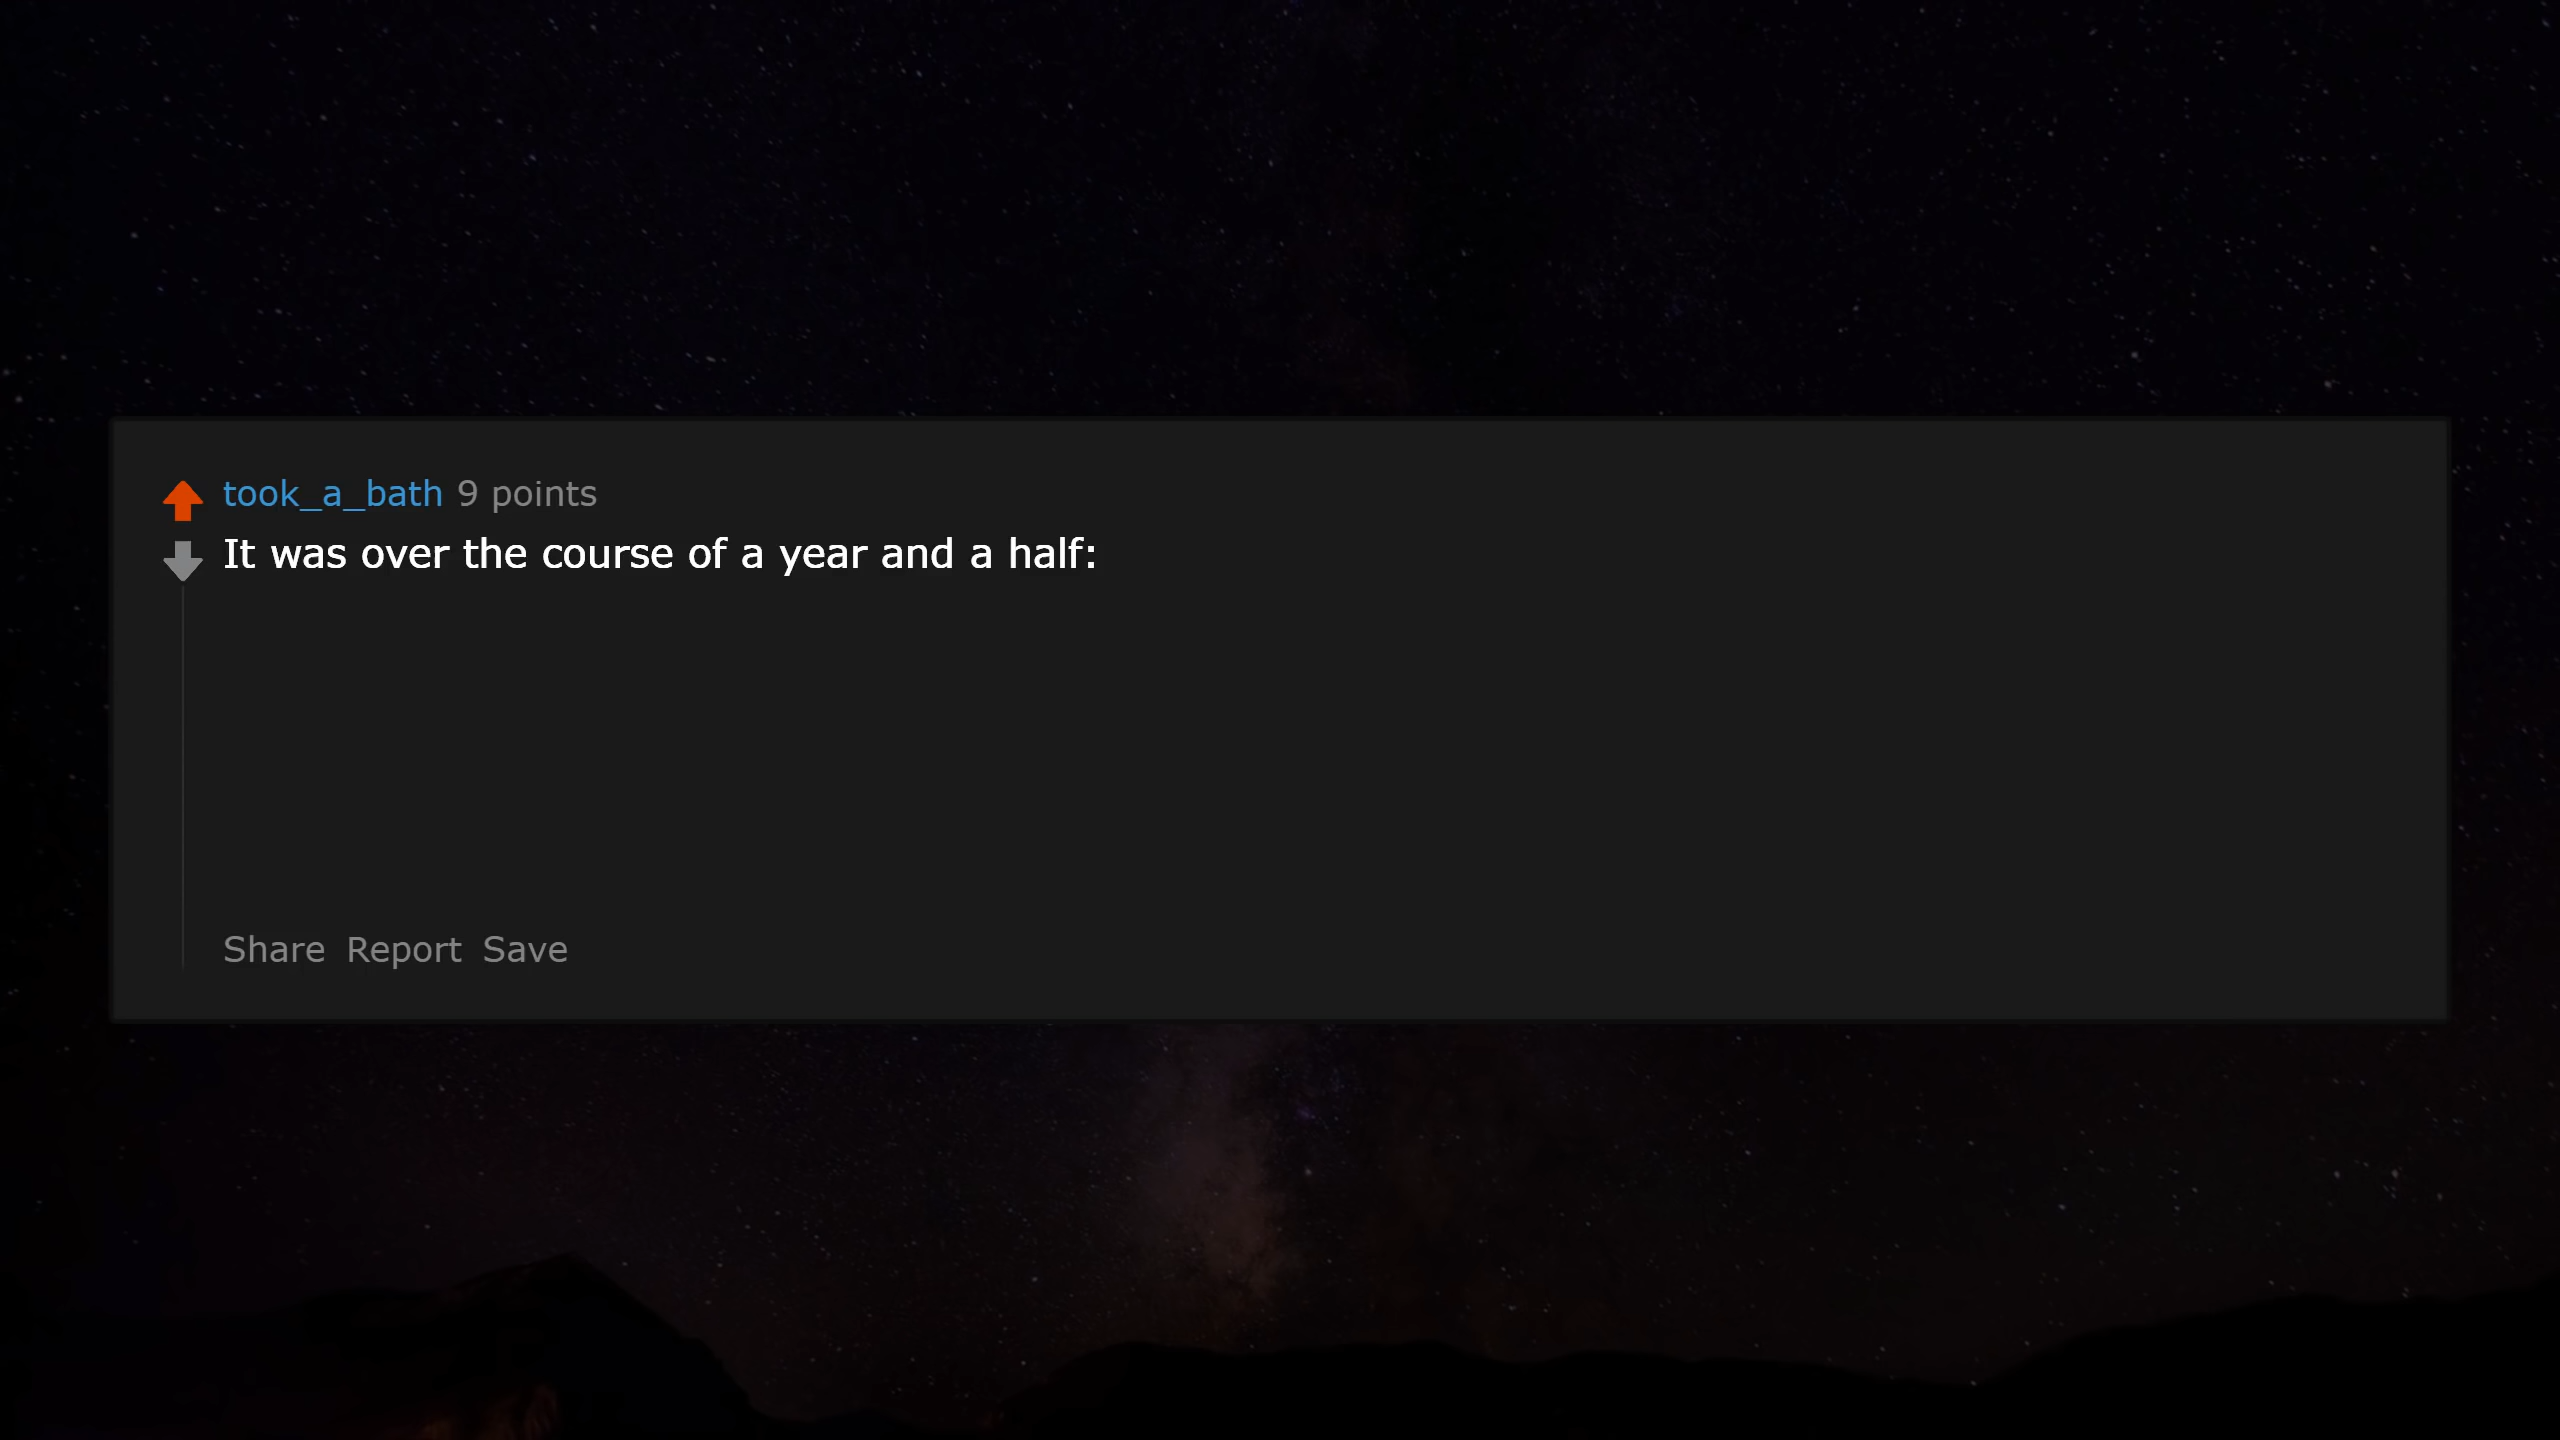 took_a_bath 9 points
It was over the course of a year and a half:
Share Report Save